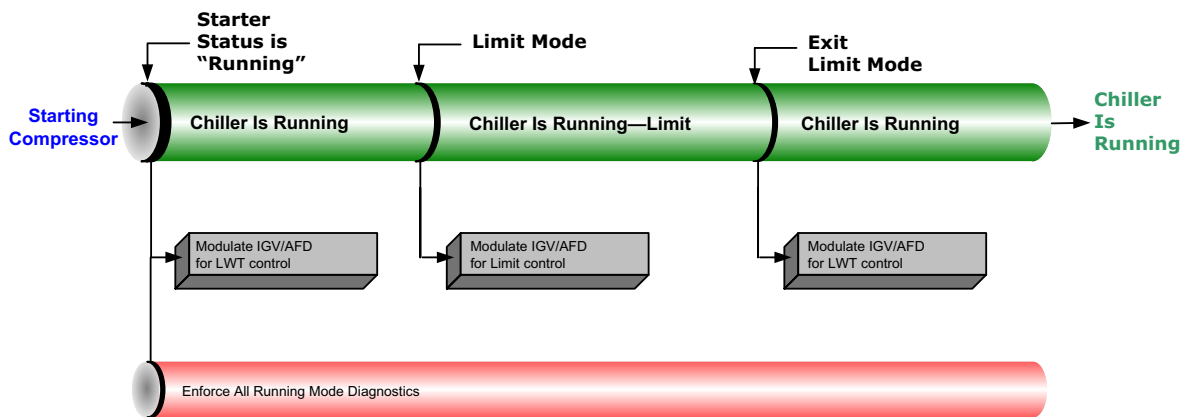 Starter
Status is
“Running”
Limit Mode
Exit
Limit Mode
Starting
Compressor
Chiller Is Running
Chiller Is Running—Limit
Chiller Is Running
Chiller
Is
Running
Modulate IGV/AFD
for LWT control
Modulate IGV/AFD
for Limit control
Modulate IGV/AFD
for LWT control
Enforce All Running Mode Diagnostics